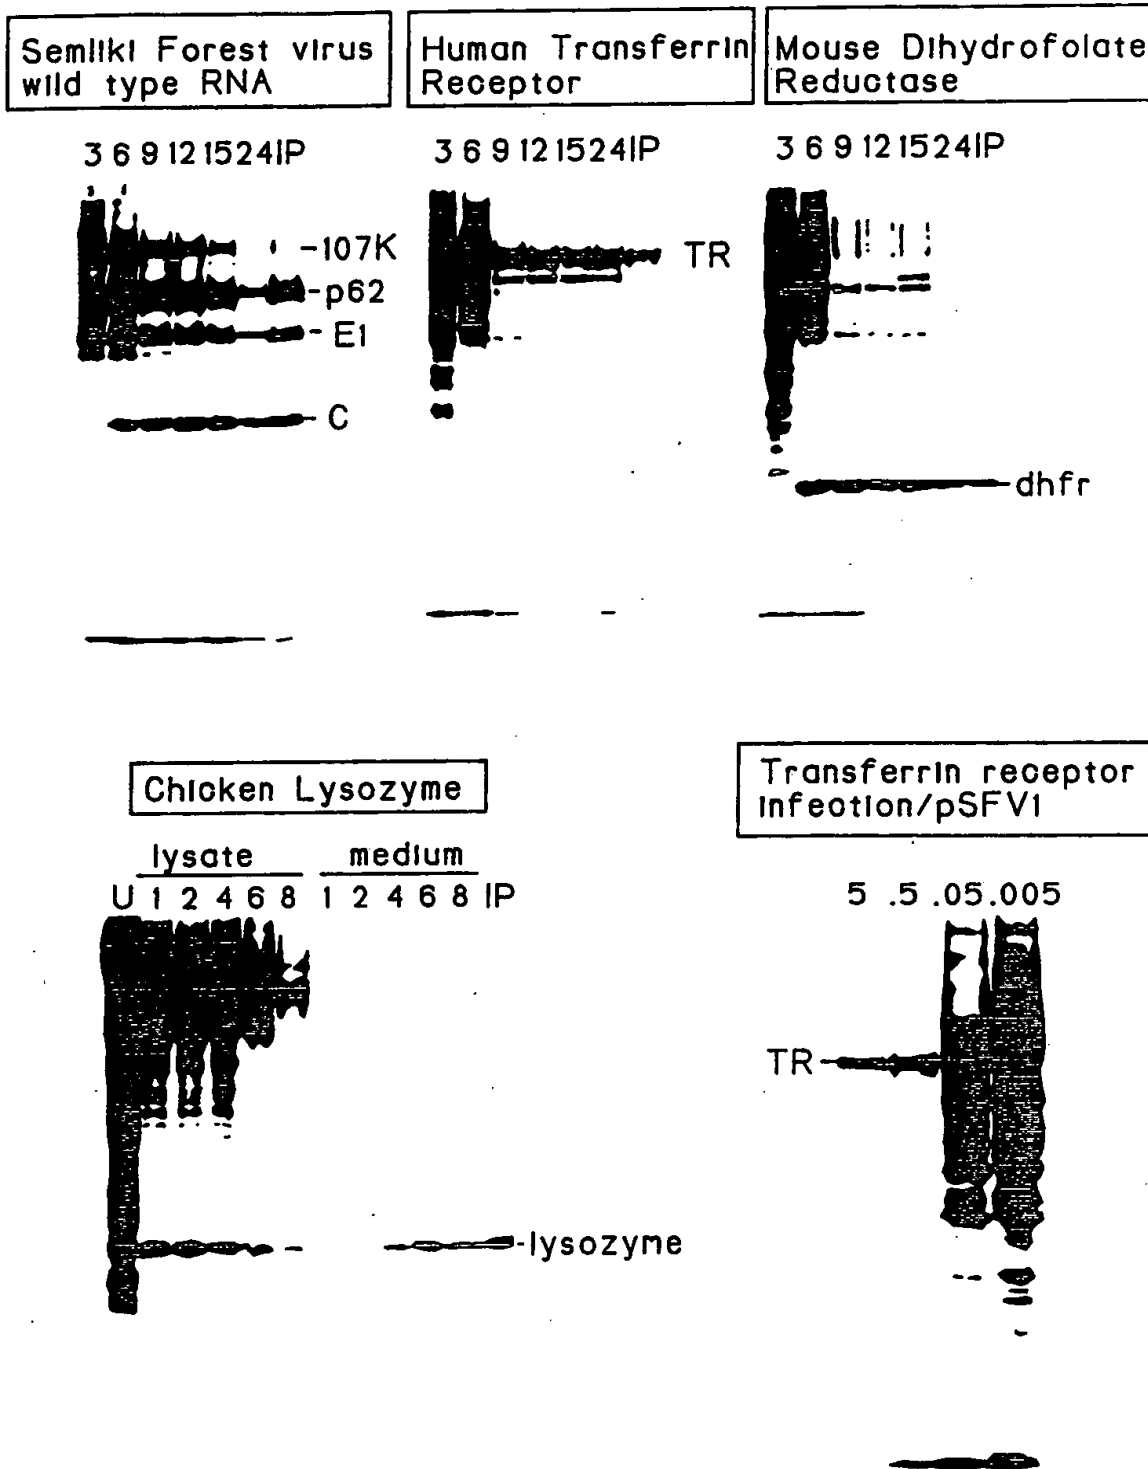 Semliki Forest virus
wild type RNA
Human Transferrin
Receptor
Mouse Dihydrofolate
Reductase
3 6 9 12 15 24 IP
3 6 9 12 15 24 IP
3 6 9 12 15 24 IP
-107K
-p62
- E1
- C
TR
-dhfr
Chicken Lysozyme
Transferrin receptor
infection/pSFV1
lysate medium
U 1 2 4 6 8 1 2 4 6 8 IP
5 .5 .05 .005
TR-
-lysozyme